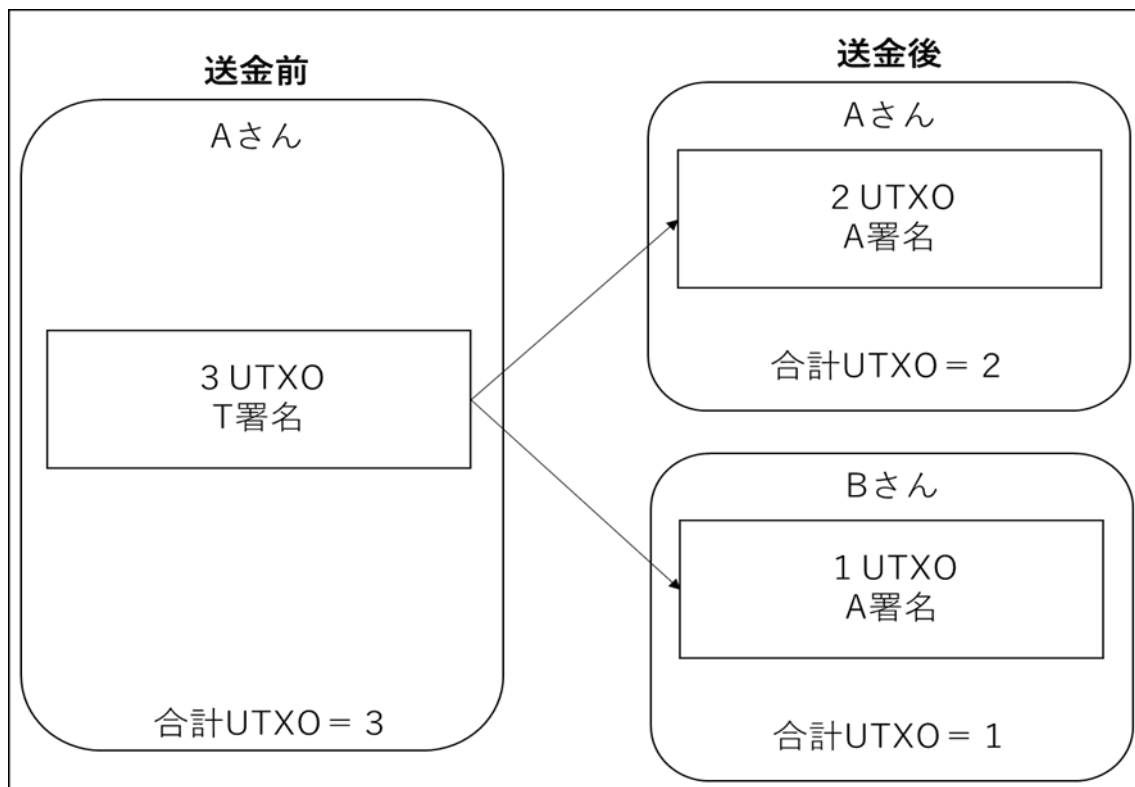 送金前
Aさん
3 UTXO
T署名
合計UTXO = 3
送金後
Aさん
2 UTXO
A署名
合計UTXO = 2
Bさん
1 UTXO
A署名
合計UTXO = 1